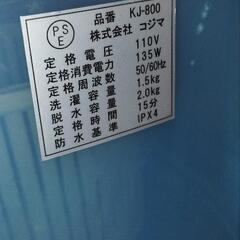 PSE
品番 KJ-800
株式会社 コジマ
定格電圧 110V
定格消費電力 135W
定格周波数 50/60Hz
洗濯容量 1.5kg
脱水容量 2.0kg
定格時間 15分
防水基準 IPX4